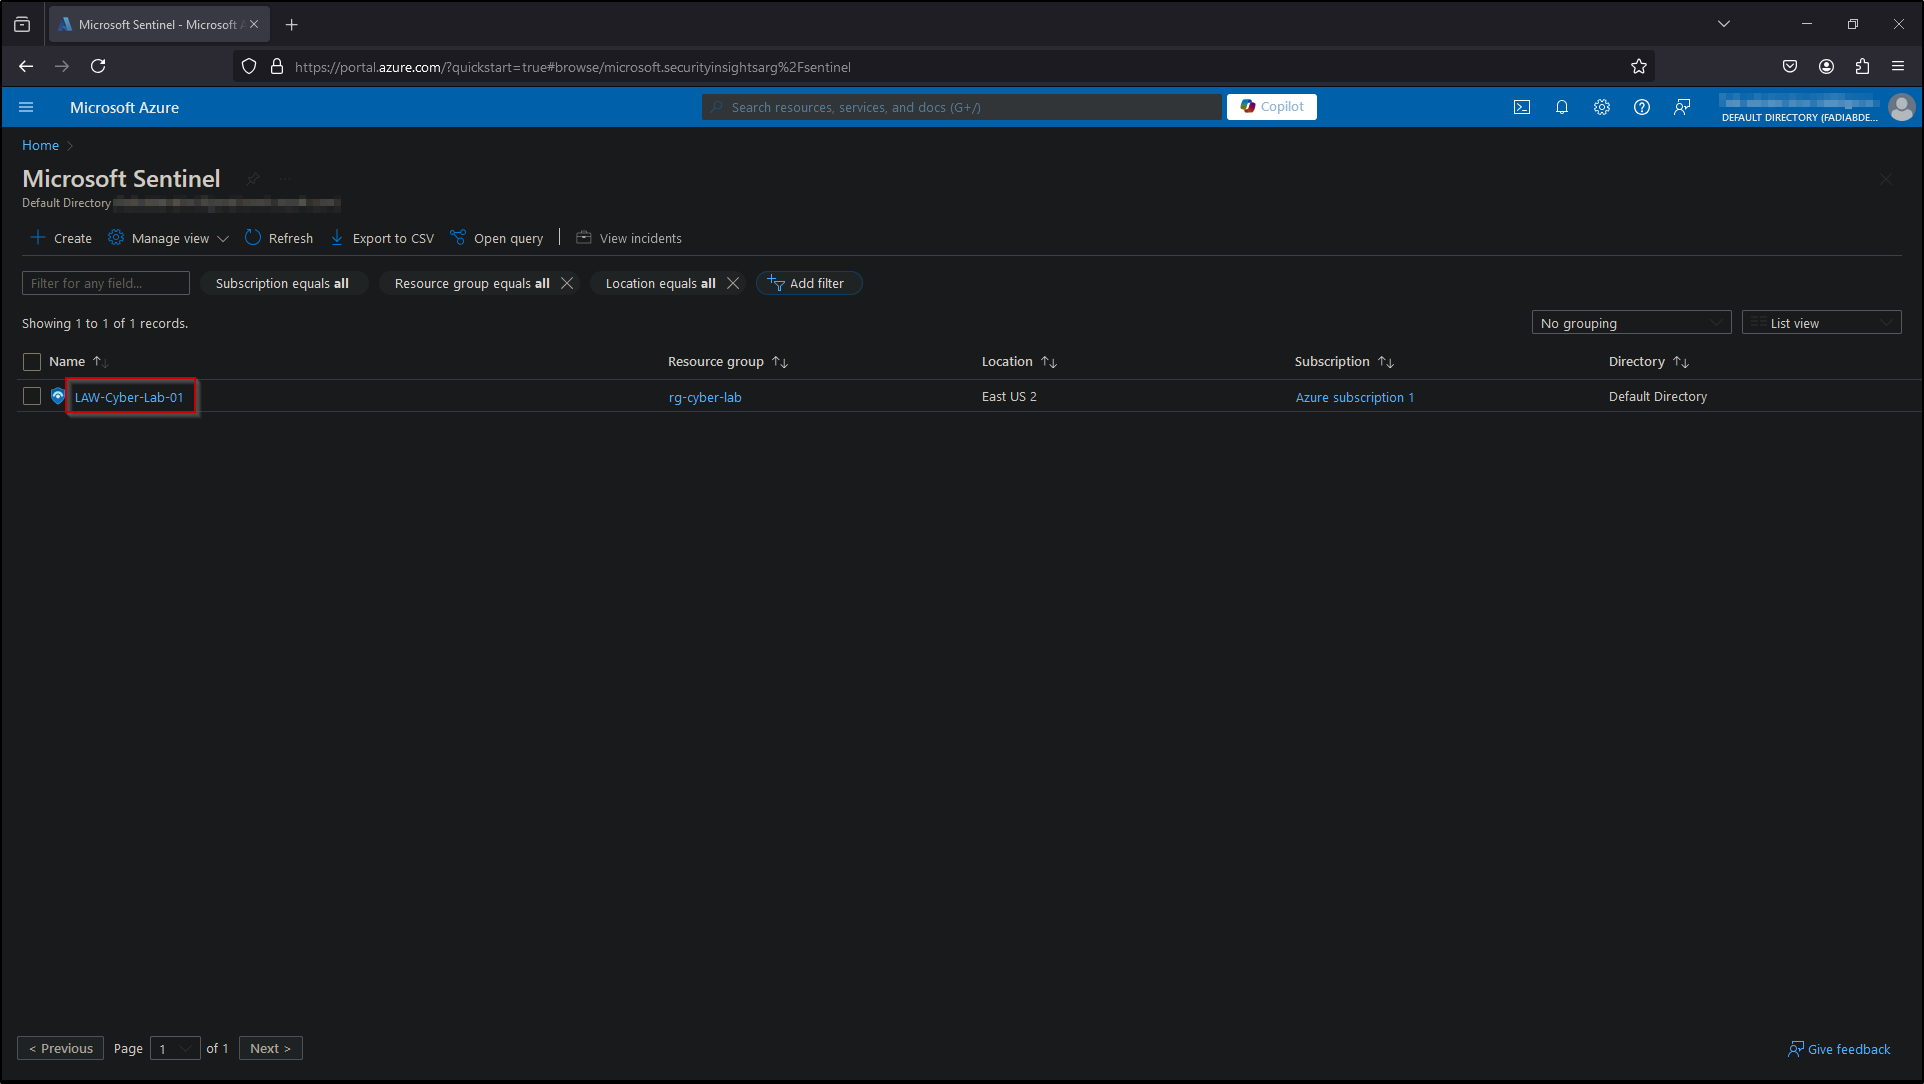 Microsoft Sentinel - Microsoft A
https://portal.azure.com/?quickstart=true#browse/microsoft.securityinsightsarg%2Fsentinel
Microsoft Azure
Search resources, services, and docs (G+/)
Copilot
DEFAULT DIRECTORY (FADIABDE...
Home
Microsoft Sentinel
Default Directory
Create
Manage view
Refresh
Export to CSV
Open query
View incidents
Filter for any field...
Subscription equals all
Resource group equals all
Location equals all
Add filter
Showing 1 to 1 of 1 records.
No grouping
List view
Name
Resource group
Location
Subscription
Directory
LAW-Cyber-Lab-01
rg-cyber-lab
East US 2
Azure subscription 1
Default Directory
< Previous
Page
1
of 1
Next >
Give feedback